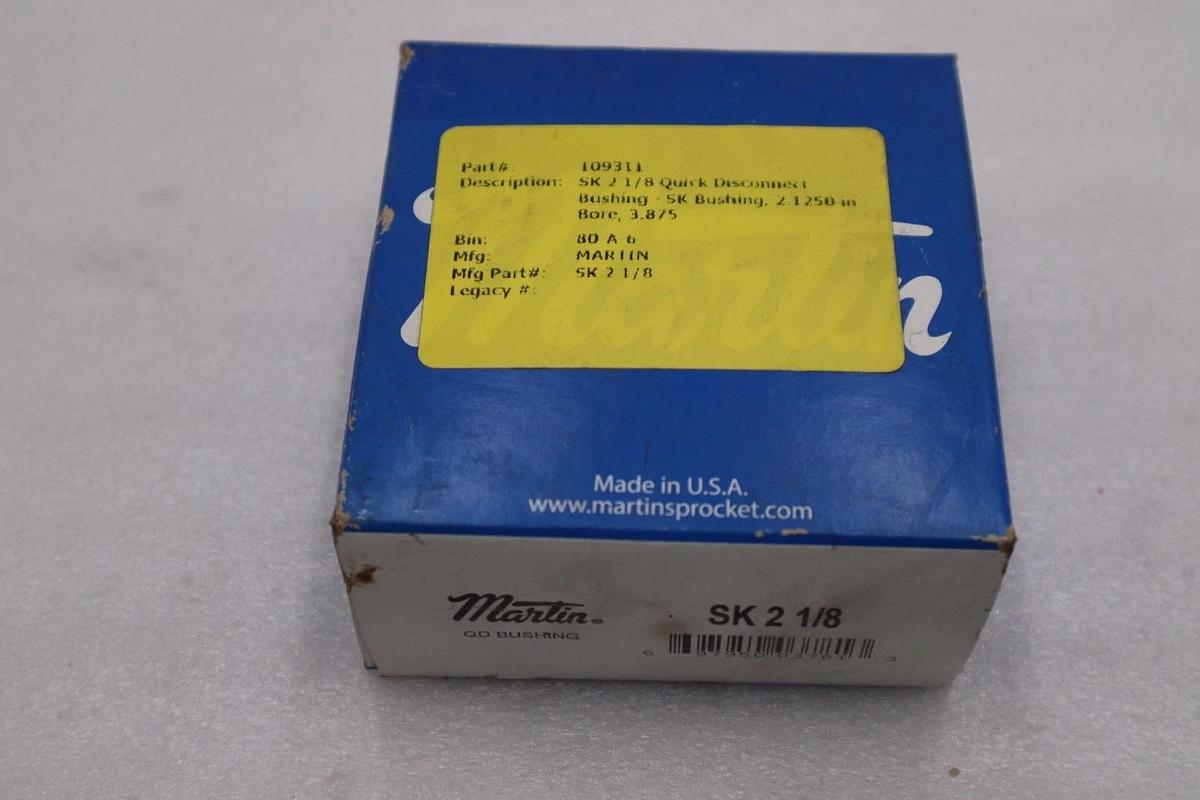 Part#: 109311
Description: SK 2 1/8 Quick Disconnect
Bushing - SK Bushing, 2.1250 in
Bore, 3.875
Bin: 80 A 6
Mfg: MARTIN
Mfg Part#: SK 2 1/8
Legacy #:
Martin
Made in U.S.A.
www.martinsprocket.com
Martin®
QD BUSHING
SK 2 1/8
6 3